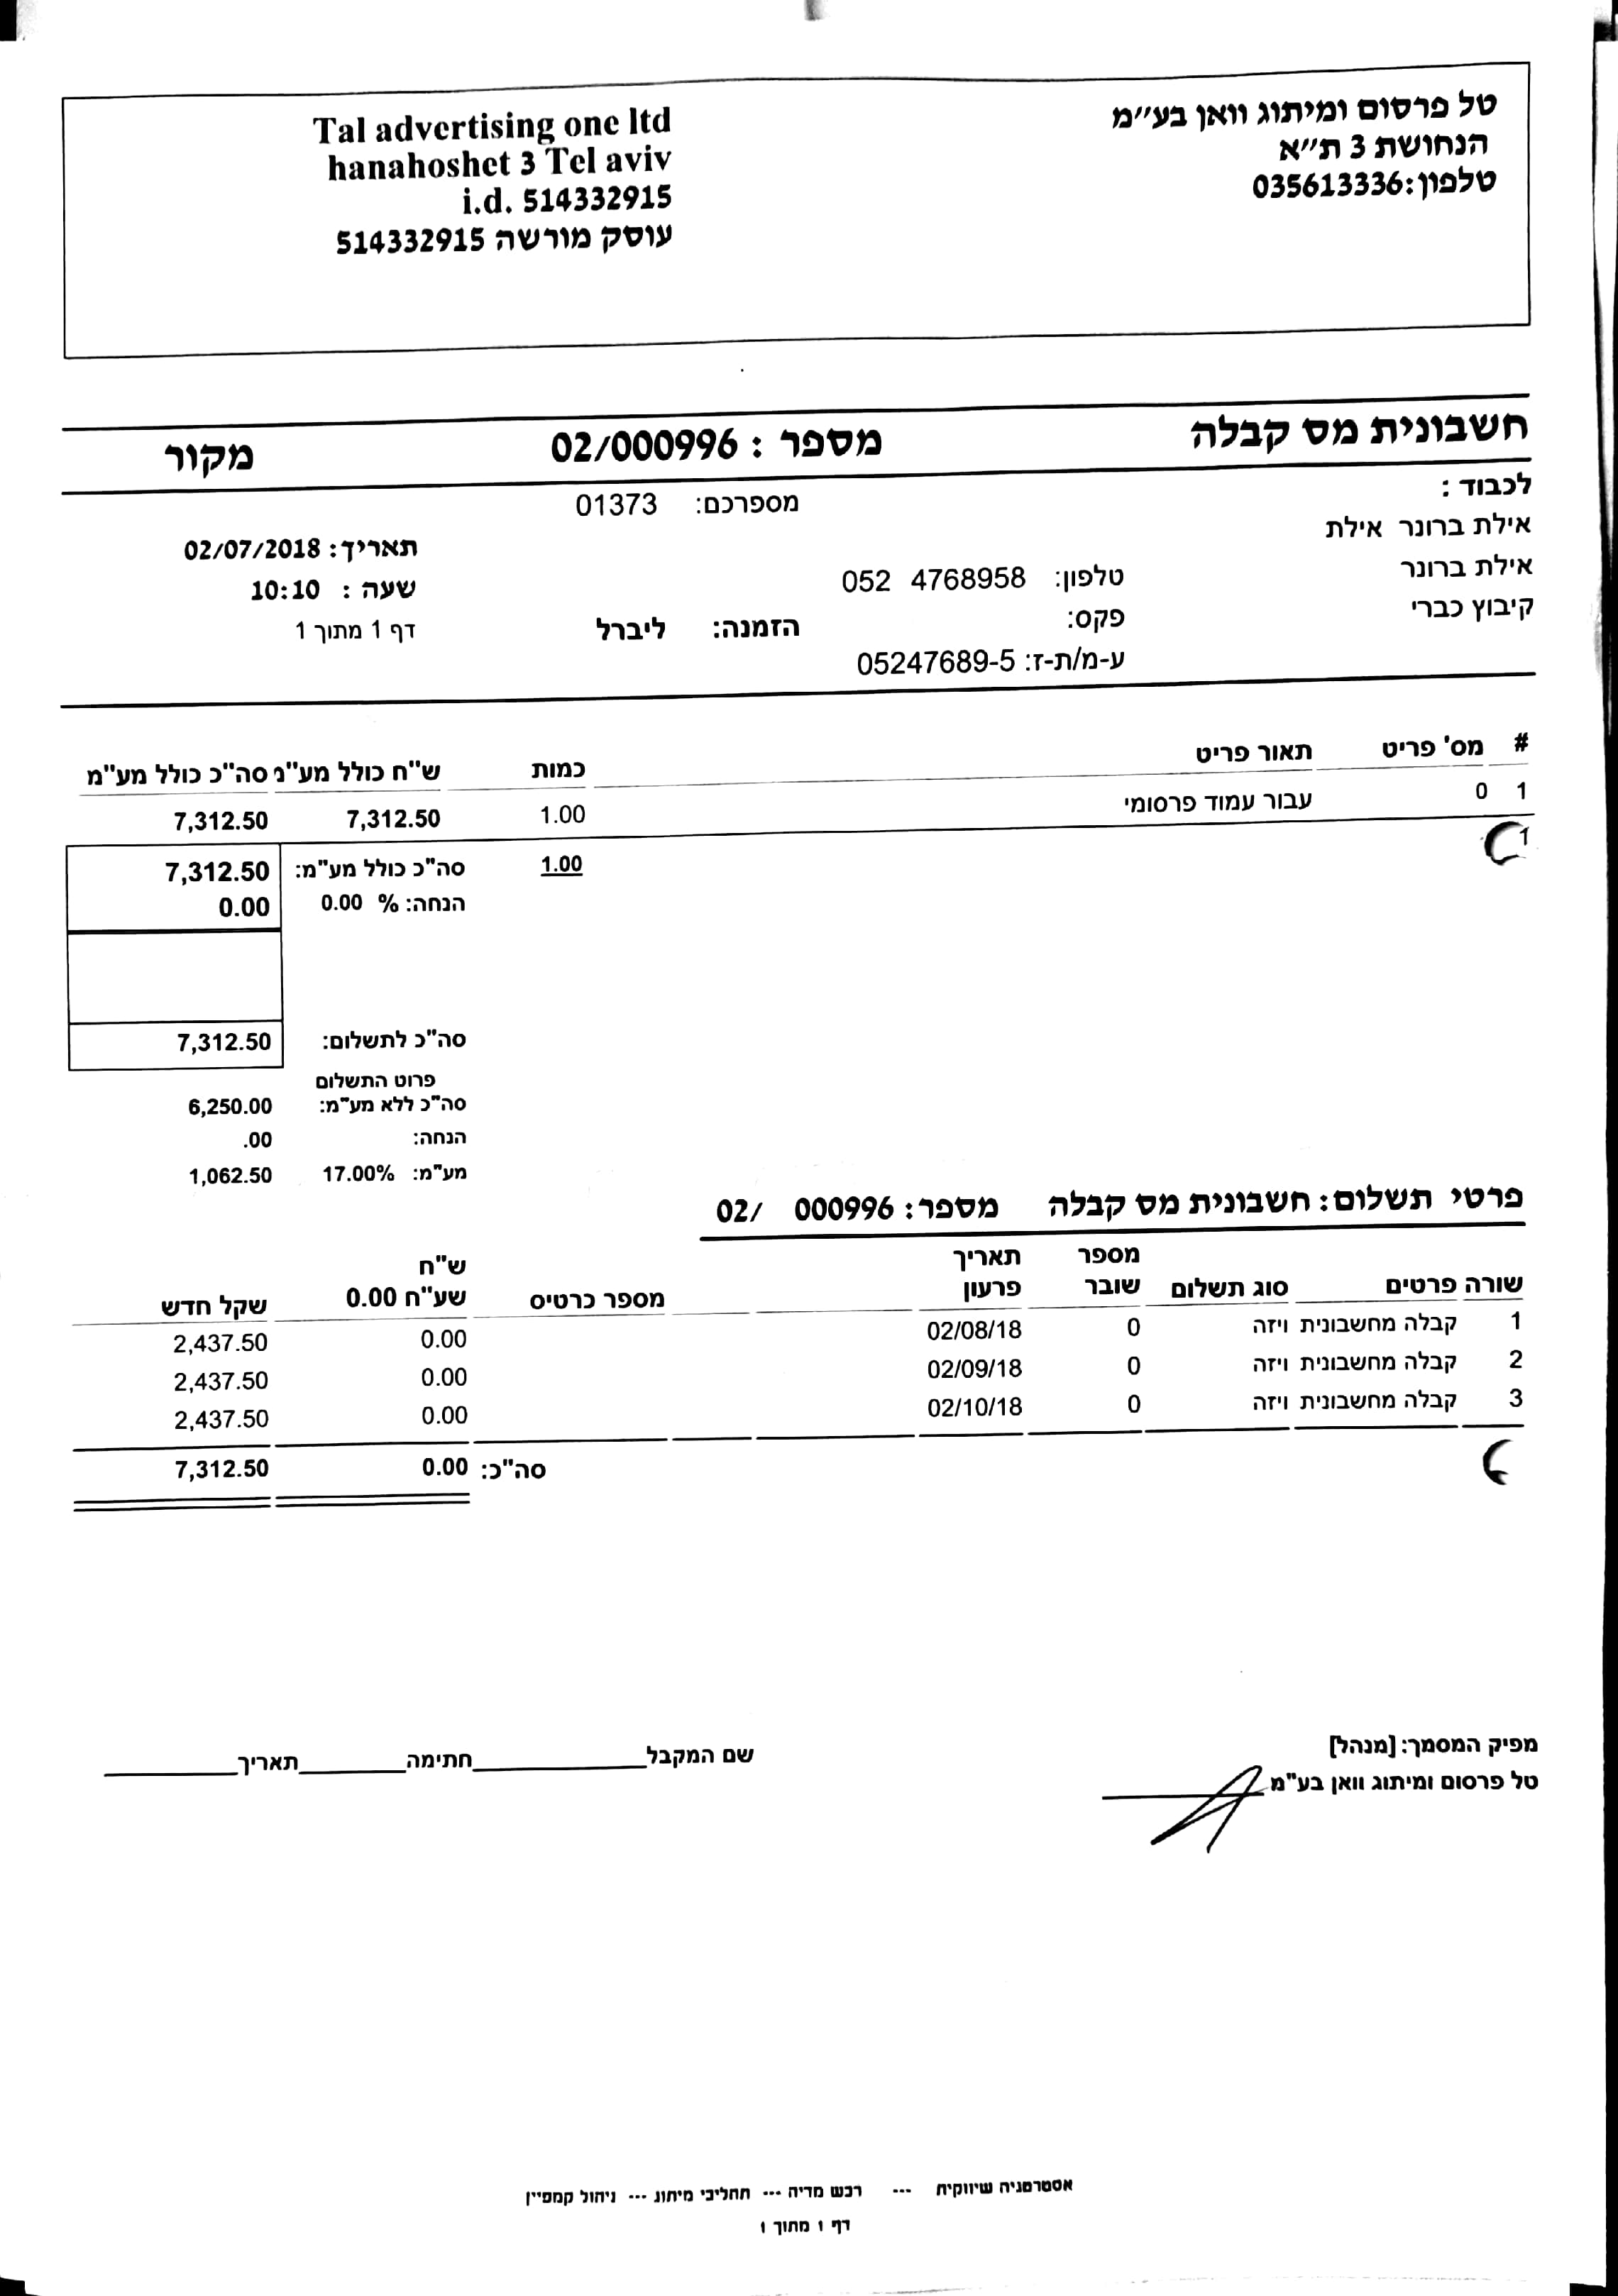 טל פרסום ומיתוג וואן בע״מ
הנחושת 3 ת״א
טלפון:035613336
Tal advertising one ltd
hanahoshet 3 Tel aviv
i.d. 514332915
עוסק מורשה 514332915
חשבונית מס קבלה מספר : 02/000996 מקור
לכבוד :
מספרכם: 01373
אילת ברונר אילת
תאריך: 02/07/2018
אילת ברונר
טלפון: 052 4768958
שעה : 10:10
קיבוץ כברי
פקס:
הזמנה: ליברל
דף 1 מתוך 1
ע-מ/ת-ז: 05247689-5
# מס' פריט תאור פריט כמות ש"ח כולל מע"מ סה"כ כולל מע"מ
1 0 עבור עמוד פרסומי 1.00 7,312.50 7,312.50
1 1.00 סה"כ כולל מע"מ: 7,312.50
הנחה: % 0.00 0.00
סה"כ לתשלום: 7,312.50
פרוט התשלום
סה"כ ללא מע"מ: 6,250.00
הנחה: .00
מע"מ: 17.00% 1,062.50
פרטי תשלום: חשבונית מס קבלה מספר: 000996 /02
שורה פרטים סוג תשלום מספר שובר תאריך פרעון מספר כרטיס ש"ח שע"ח 0.00 שקל חדש
1 קבלה מחשבונית ויזה 0 02/08/18 0.00 2,437.50
2 קבלה מחשבונית ויזה 0 02/09/18 0.00 2,437.50
3 קבלה מחשבונית ויזה 0 02/10/18 0.00 2,437.50
סה"כ: 0.00 7,312.50
מפיק המסמך: [מנהל]
טל פרסום ומיתוג וואן בע"מ
שם המקבל חתימה תאריך
אסטרטגיה שיווקית --- רכש מדיה --- תהליכי מיתוג --- ניהול קמפיין
דף 1 מתוך 1